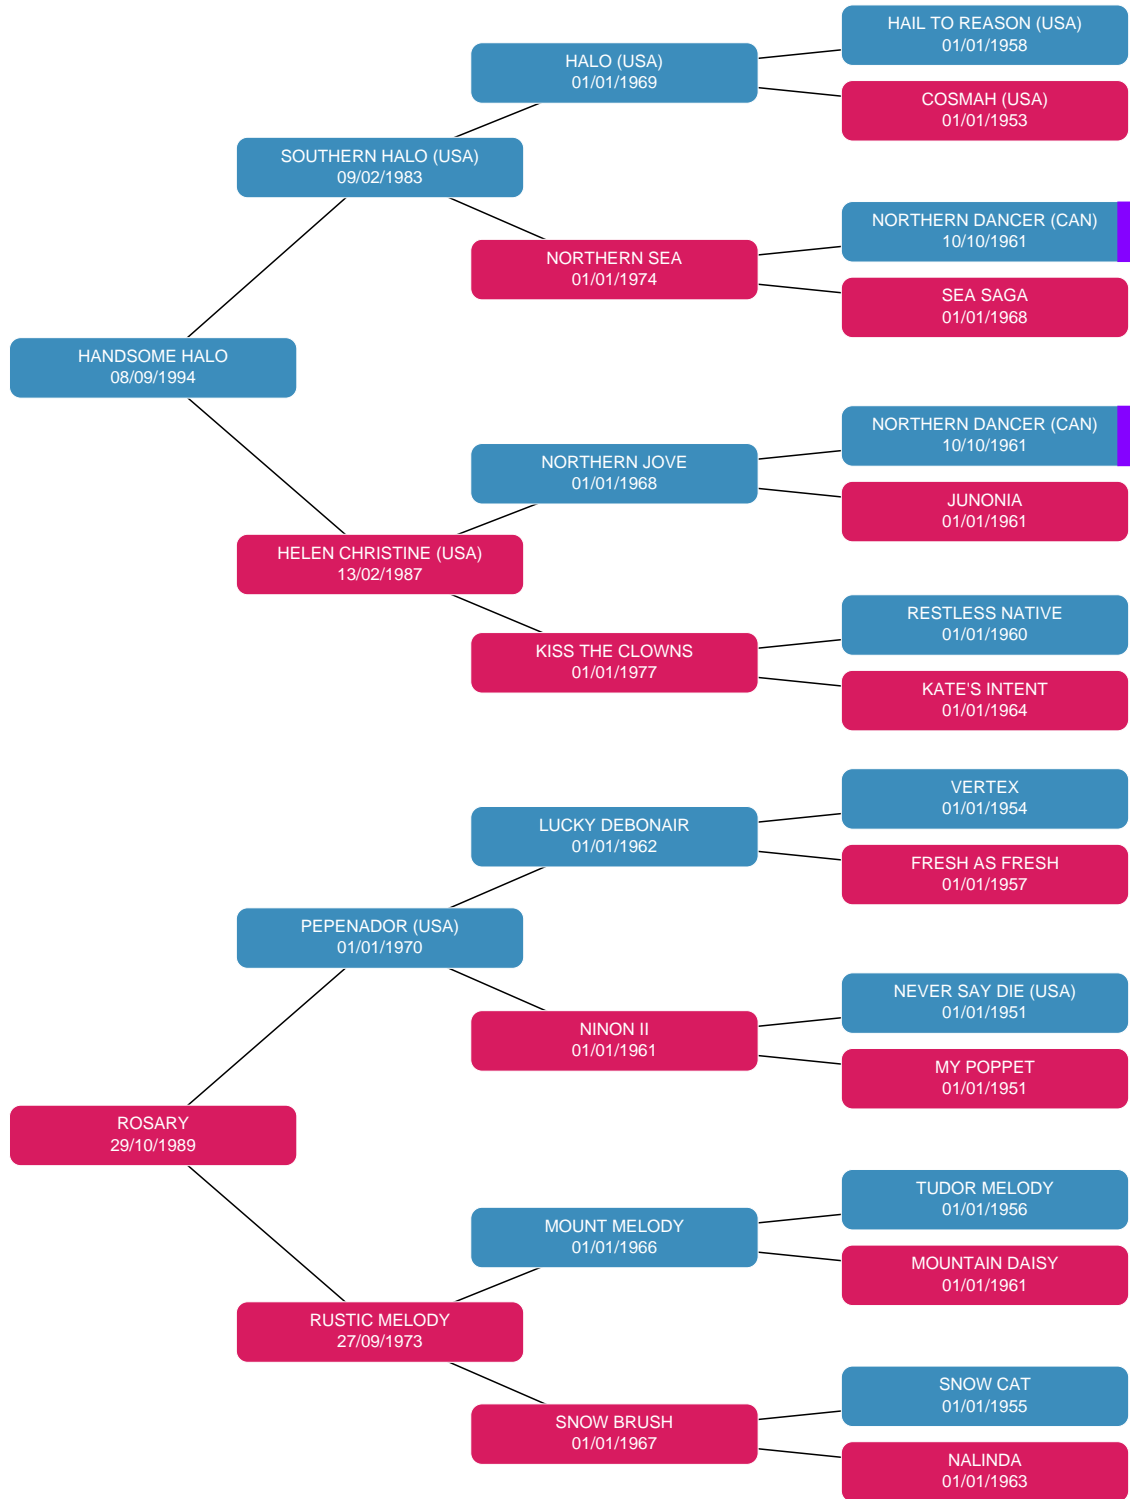 HAIL TO REASON (USA)
01/01/1958
HALO (USA)
01/01/1969
COSMAH (USA)
01/01/1953
SOUTHERN HALO (USA)
09/02/1983
NORTHERN DANCER (CAN)
10/10/1961
NORTHERN SEA
01/01/1974
SEA SAGA
01/01/1968
HANDSOME HALO
08/09/1994
NORTHERN DANCER (CAN)
10/10/1961
NORTHERN JOVE
01/01/1968
JUNONIA
01/01/1961
HELEN CHRISTINE (USA)
13/02/1987
RESTLESS NATIVE
01/01/1960
KISS THE CLOWNS
01/01/1977
KATE'S INTENT
01/01/1964
VERTEX
01/01/1954
LUCKY DEBONAIR
01/01/1962
FRESH AS FRESH
01/01/1957
PEPENADOR (USA)
01/01/1970
NEVER SAY DIE (USA)
01/01/1951
NINON II
01/01/1961
MY POPPET
01/01/1951
ROSARY
29/10/1989
TUDOR MELODY
01/01/1956
MOUNT MELODY
01/01/1966
MOUNTAIN DAISY
01/01/1961
RUSTIC MELODY
27/09/1973
SNOW CAT
01/01/1955
SNOW BRUSH
01/01/1967
NALINDA
01/01/1963